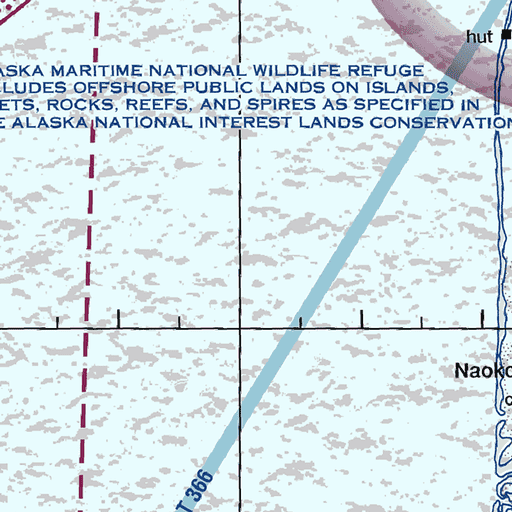 hut
ASKA MARITIME NATIONAL WILDLIFE REFUGE
LUDES OFFSHORE PUBLIC LANDS ON ISLANDS,
ETS, ROCKS, REEFS, AND SPIRES AS SPECIFIED IN
E ALASKA NATIONAL INTEREST LANDS CONSERVATION
Naoko
T 366